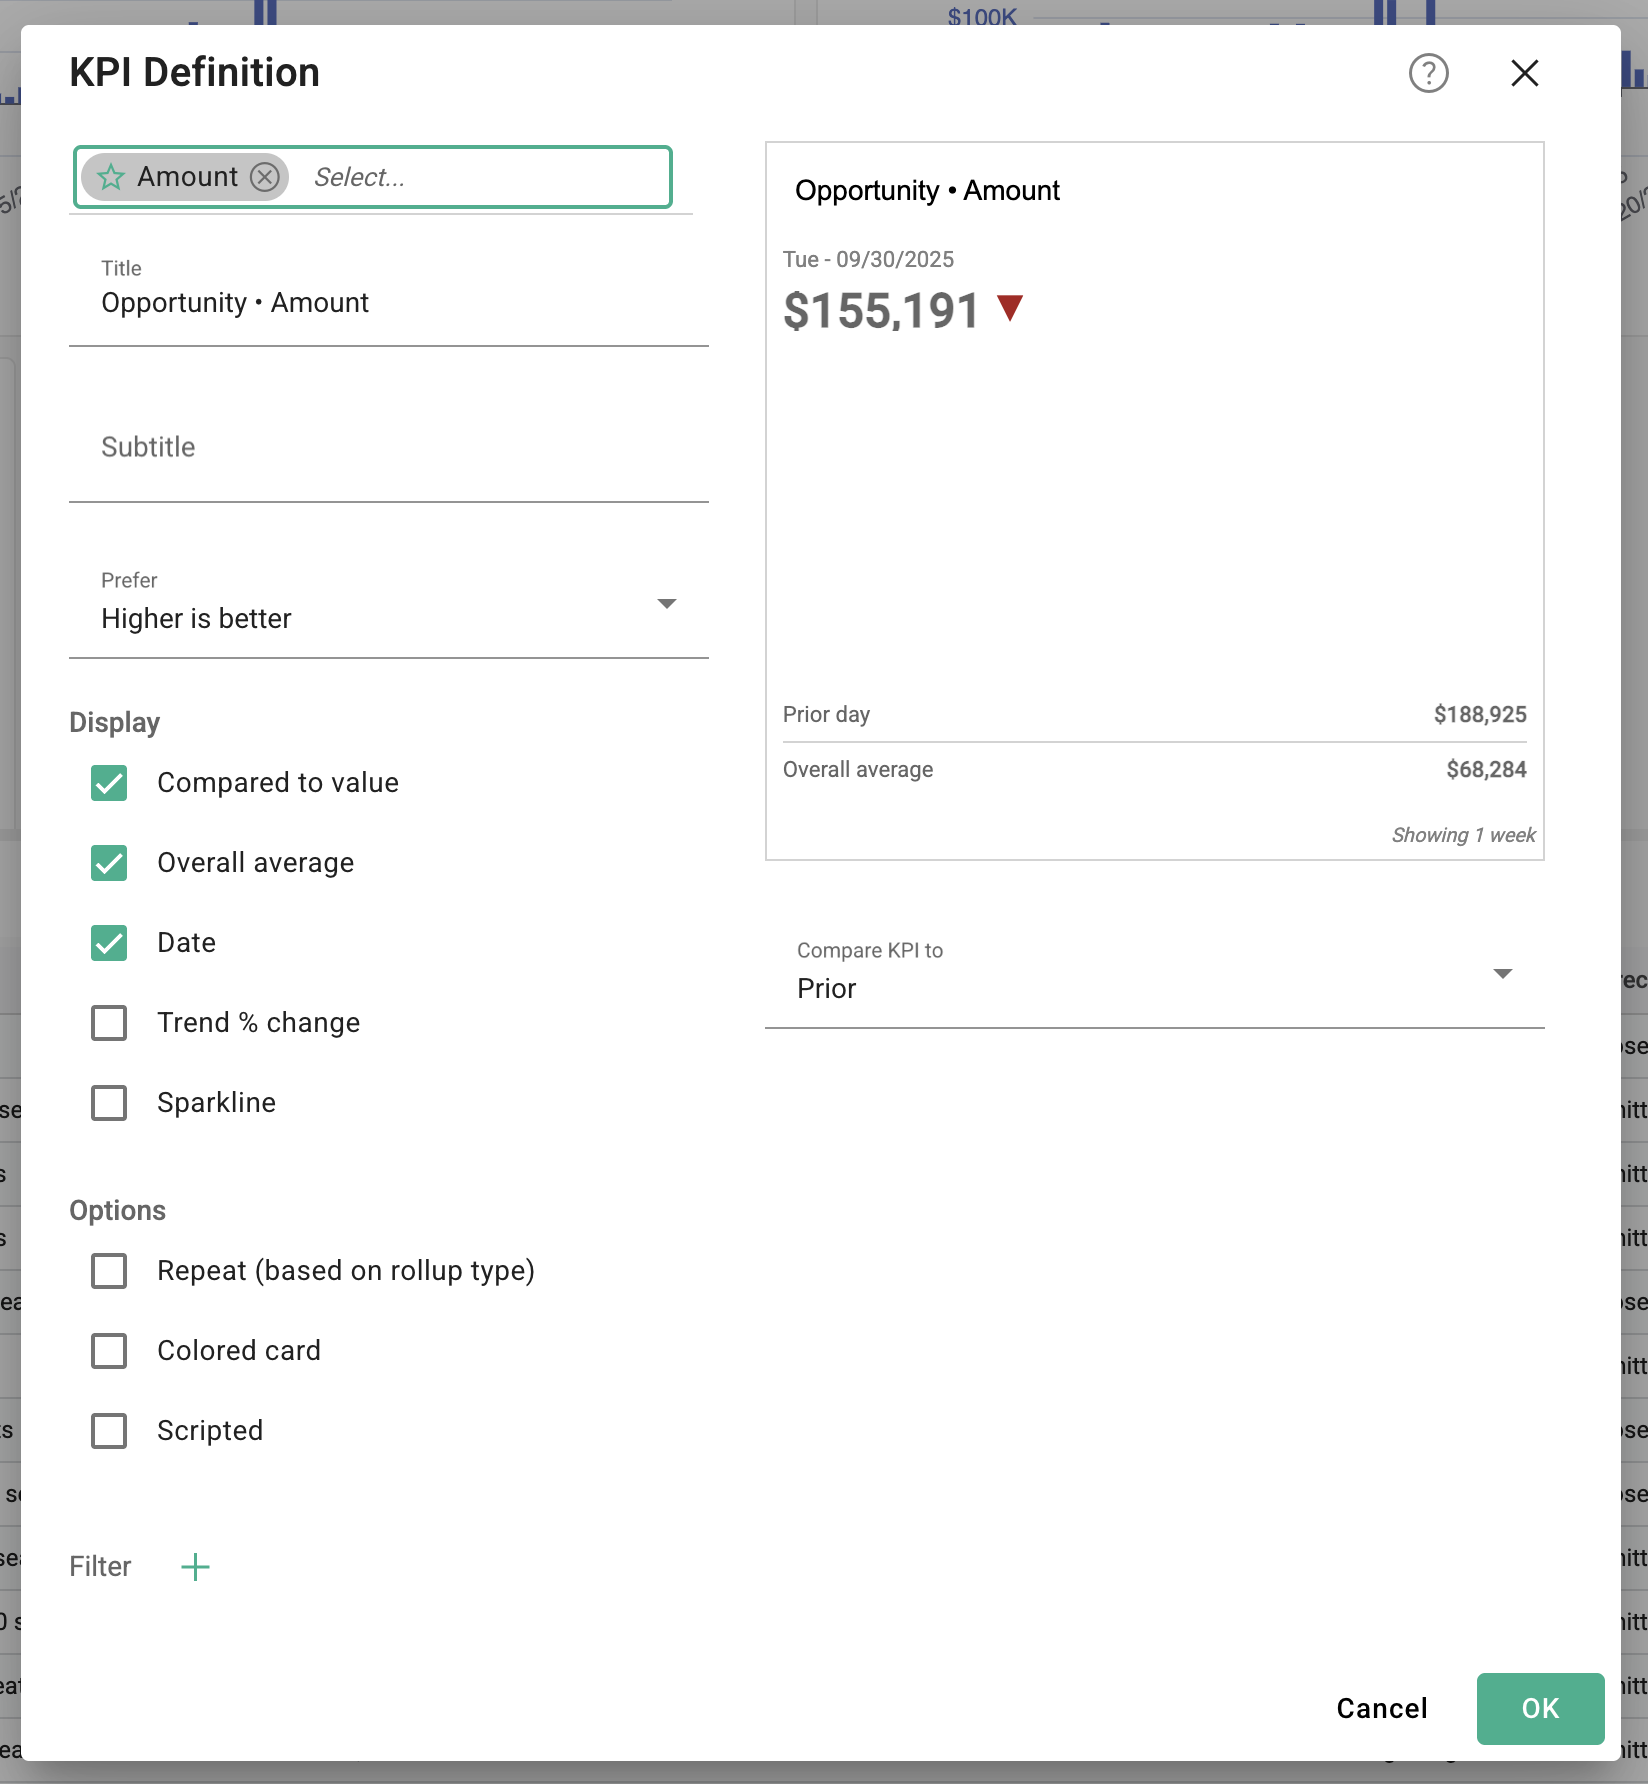 $100K
KPI Definition
Amount Select...
Title
Opportunity • Amount
Subtitle
Prefer
Higher is better
Display
Compared to value
Overall average
Date
Trend % change
Sparkline
Options
Repeat (based on rollup type)
Colored card
Scripted
Filter +
Opportunity • Amount
Tue - 09/30/2025
$155,191
Prior day $188,925
Overall average $68,284
Showing 1 week
Compare KPI to
Prior
Cancel OK